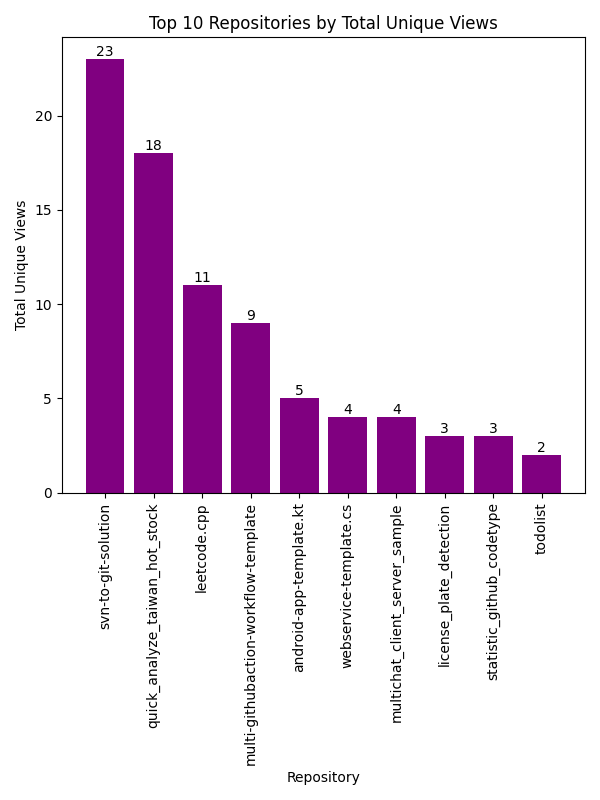 Top 10 Repositories by Total Unique Views
Total Unique Views
20
15
10
5
0
23
18
11
9
5
4
4
3
3
2
svn-to-git-solution
quick_analyze_taiwan_hot_stock
leetcode.cpp
multi-githubaction-workflow-template
android-app-template.kt
webservice-template.cs
multichat_client_server_sample
license_plate_detection
statistic_github_codetype
todolist
Repository